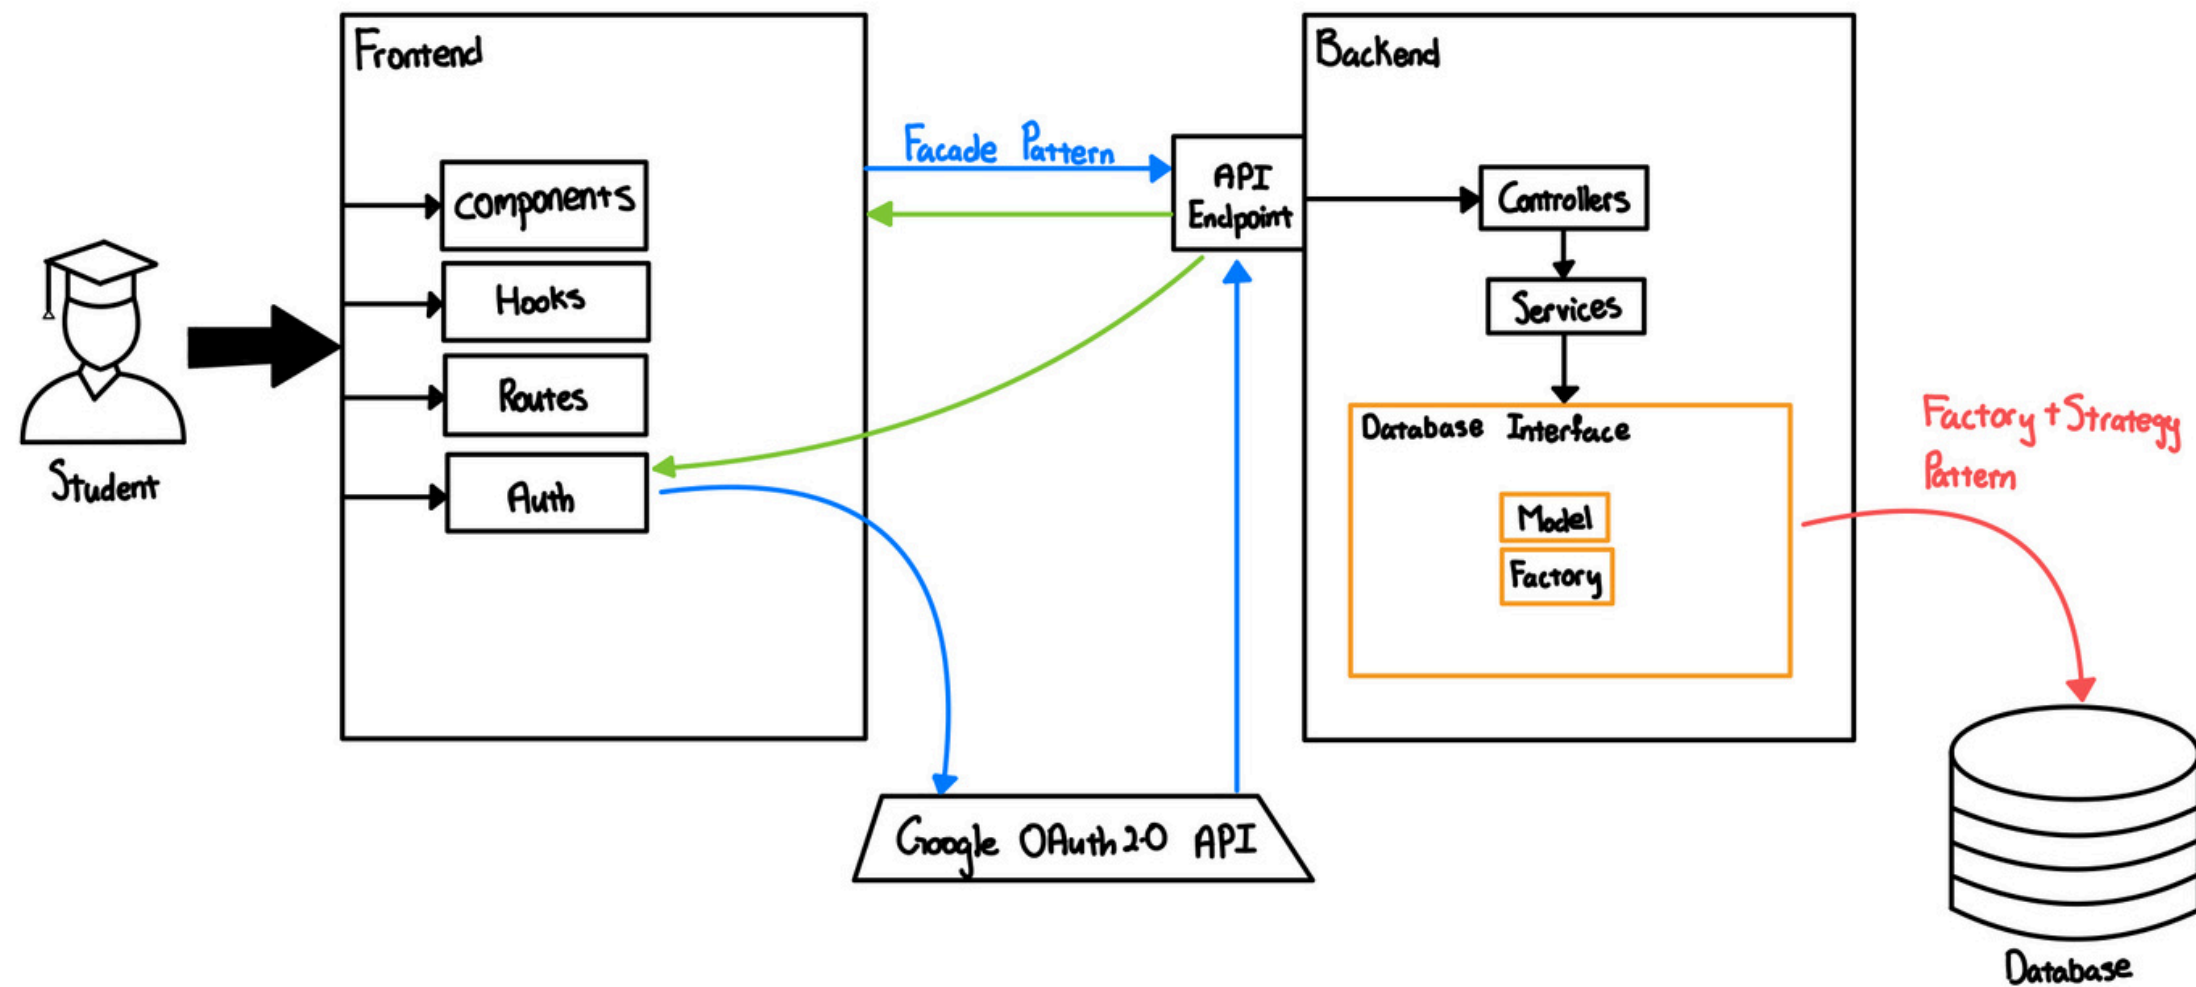 Frontend
Backend
Facade Pattern
API
Endpoint
components
Hooks
Routes
Auth
Student
Controllers
Services
Database Interface
Model
Factory
Factory + Strategy
Pattern
Google OAuth 2.0 API
Database